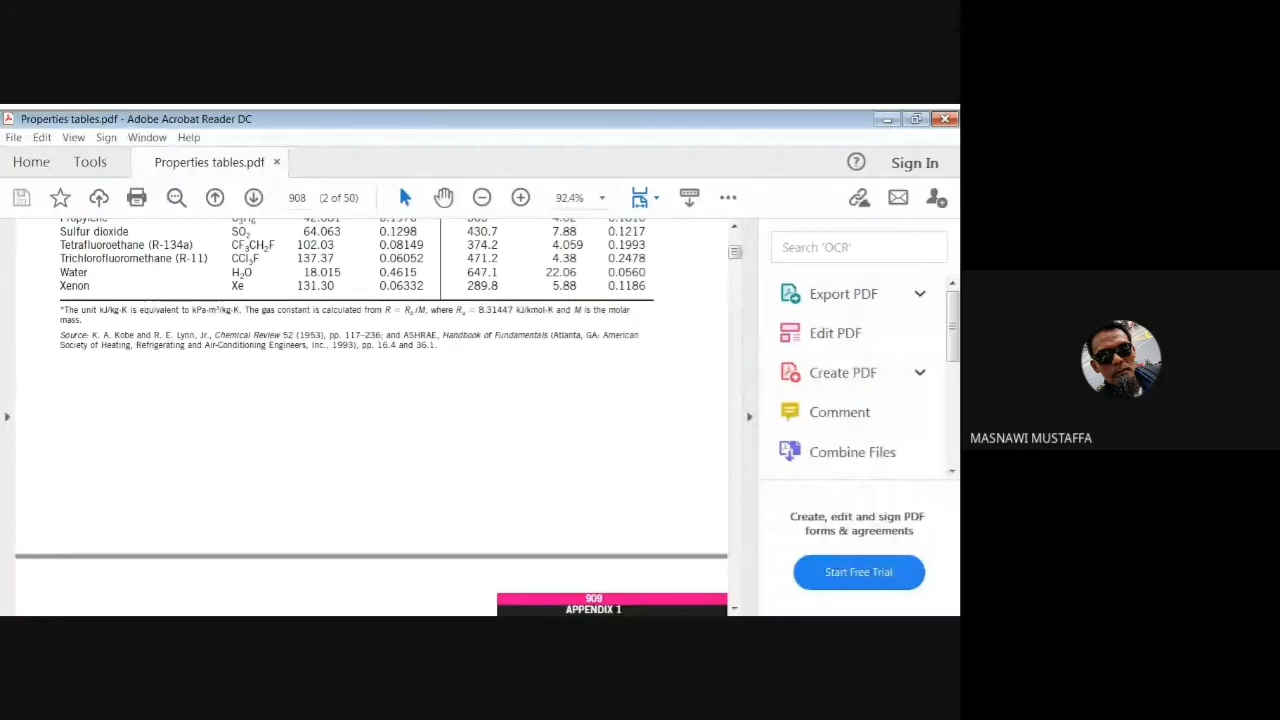 Properties tables.pdf - Adobe Acrobat Reader DC
File Edit View Sign Window Help
Home Tools Properties tables.pdf × ? Sign In
908 (2 of 50) 92.4%
Sulfur dioxide SO2 64.063 0.1298 430.7 7.88 0.1217
Tetrafluoroethane (R-134a) CF3CH2F 102.03 0.08149 374.2 4.059 0.1993
Trichlorofluoromethane (R-11) CCl3F 137.37 0.06052 471.2 4.38 0.2478
Water H2O 18.015 0.4615 647.1 22.06 0.0560
Xenon Xe 131.30 0.06332 289.8 5.88 0.1186
*The unit kJ/kg·K is equivalent to kPa·m³/kg·K. The gas constant is calculated from R = Ru/M, where Ru = 8.31447 kJ/kmol·K and M is the molar
mass.
Source: K. A. Kobe and R. E. Lynn, Jr., Chemical Review 52 (1953), pp. 117–236; and ASHRAE, Handbook of Fundamentals (Atlanta, GA: American
Society of Heating, Refrigerating and Air-Conditioning Engineers, Inc., 1993), pp. 16.4 and 36.1.
909
APPENDIX 1
Search 'OCR'
Export PDF
Edit PDF
Create PDF
Comment
Combine Files
Create, edit and sign PDF
forms & agreements
Start Free Trial
MASNAWI MUSTAFFA